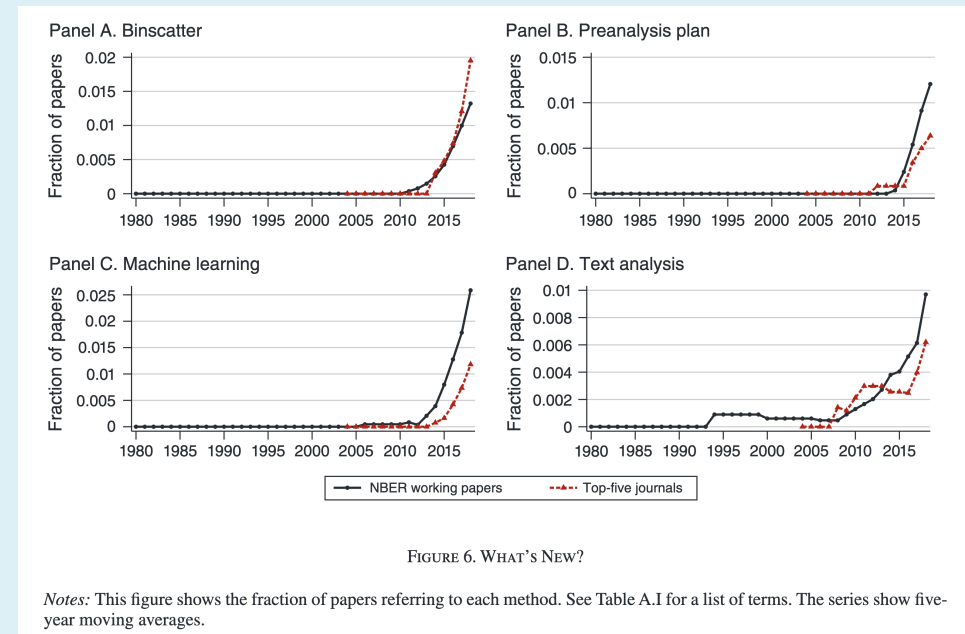 Panel A. Binscatter
Fraction of papers
0.02
0.015
0.01
0.005
0
1980 1985 1990 1995 2000 2005 2010 2015
Panel B. Preanalysis plan
Fraction of papers
0.015
0.01
0.005
0
1980 1985 1990 1995 2000 2005 2010 2015
Panel C. Machine learning
Fraction of papers
0.025
0.02
0.015
0.01
0.005
0
1980 1985 1990 1995 2000 2005 2010 2015
Panel D. Text analysis
Fraction of papers
0.01
0.008
0.006
0.004
0.002
0
1980 1985 1990 1995 2000 2005 2010 2015
NBER working papers Top-five journals
FIGURE 6. WHAT'S NEW?
Notes: This figure shows the fraction of papers referring to each method. See Table A.I for a list of terms. The series show five-
year moving averages.